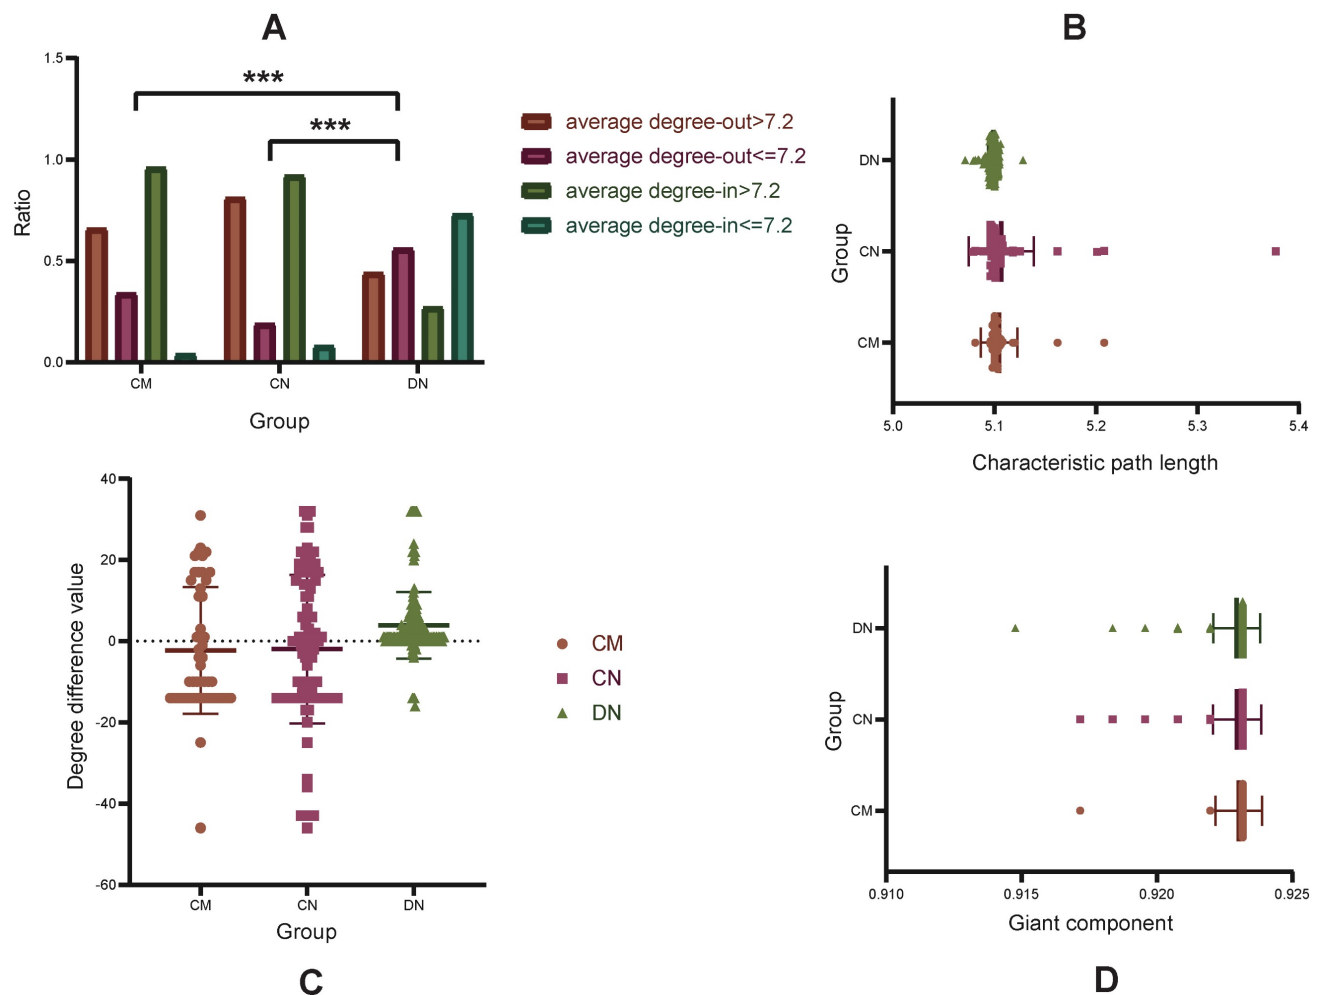 A
1.5
1.0
0.5
0.0
Ratio
***
***
CM CN DN
Group
average degree-out>7.2
average degree-out<=7.2
average degree-in>7.2
average degree-in<=7.2
B
Group
DN
CN
CM
5.0 5.1 5.2 5.3 5.4
Characteristic path length
40
20
0
-20
-40
-60
Degree difference value
CM CN DN
Group
CM
CN
DN
C
Group
DN
CN
CM
0.910 0.915 0.920 0.925
Giant component
D